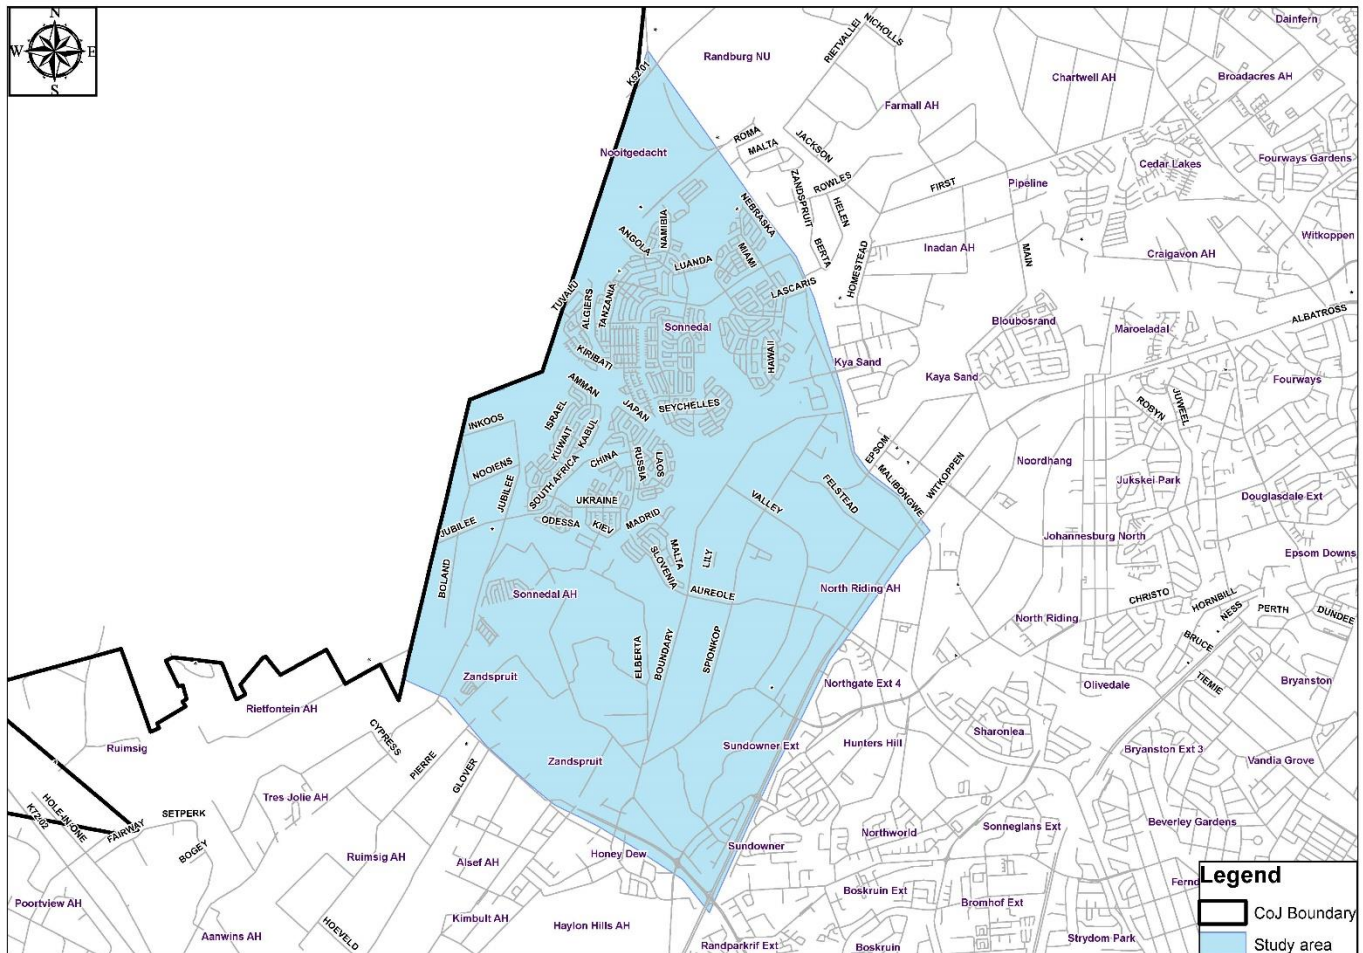 N
W
E
S
Dainfern
NICHOLLS
RIETVALLEI
Randburg NU
K52-01
Chartwell AH
Broadacres AH
Farmall AH
ROMA
MALTA
JACKSON
Nooitgedacht
Cedar Lakes
Fourways Gardens
ZANDSPRUIT
ROWLES
FIRST
Pipeline
HELEN
NEBRASKA
NAMIBIA
ANGOLA
BERTA
Witkoppen
Inadan AH
MAIN
Craigavon AH
MIAMI
LUANDA
HOMESTEAD
LASCARIS
ALGIERS
TANZANIA
ALBATROSS
Sonnedal
Bloubosrand
Maroeladal
KIRIBATI
HAWAII
Kya Sand
Kaya Sand
Fourways
AMMAN
ISRAEL
JAPAN
SEYCHELLES
ROBYN
JUWEEL
INKOOS
KUWAIT
KABUL
EPSOM
NOOIENS
CHINA
RUSSIA
LAOS
MALIBONGWE
WITKOPPEN
Noordhang
JUBILEE
SOUTH AFRICA
VALLEY
FELSTEAD
Jukskei Park
Douglasdale Ext
UKRAINE
JUBILEE
ODESSA
KIEV
MADRID
Johannesburg North
Epsom Downs
BOLAND
SLOVENIA
MALTA
LILY
Sonnedal AH
AUREOLE
North Riding AH
CHRISTO
HORNBILL
NESS
PERTH
DUNDEE
North Riding
ELBERTA
BOUNDARY
SPIONKOP
BRUCE
Zandspruit
Northgate Ext 4
Olivedale
TIEMIE
Bryanston
Rietfontein AH
CYPRESS
Ruimsig
PIERRE
Sundowner Ext
Hunters Hill
Sharonlea
Bryanston Ext 3
Vandia Grove
GLOVER
Zandspruit
Tres Jolie AH
HOLE-IN-ONE
K72-02
FAIRWAY
SETPERK
BOGEY
Northworld
Sonneglans Ext
Beverley Gardens
Ruimsig AH
Alsef AH
Honey Dew
Sundowner
Boskruin Ext
Bromhof Ext
Poortview AH
Kimbult AH
Haylon Hills AH
Aanwins AH
HOEVELD
Randparkrif Ext
Boskruin
Strydom Park
Legend
CoJ Boundary
Study area